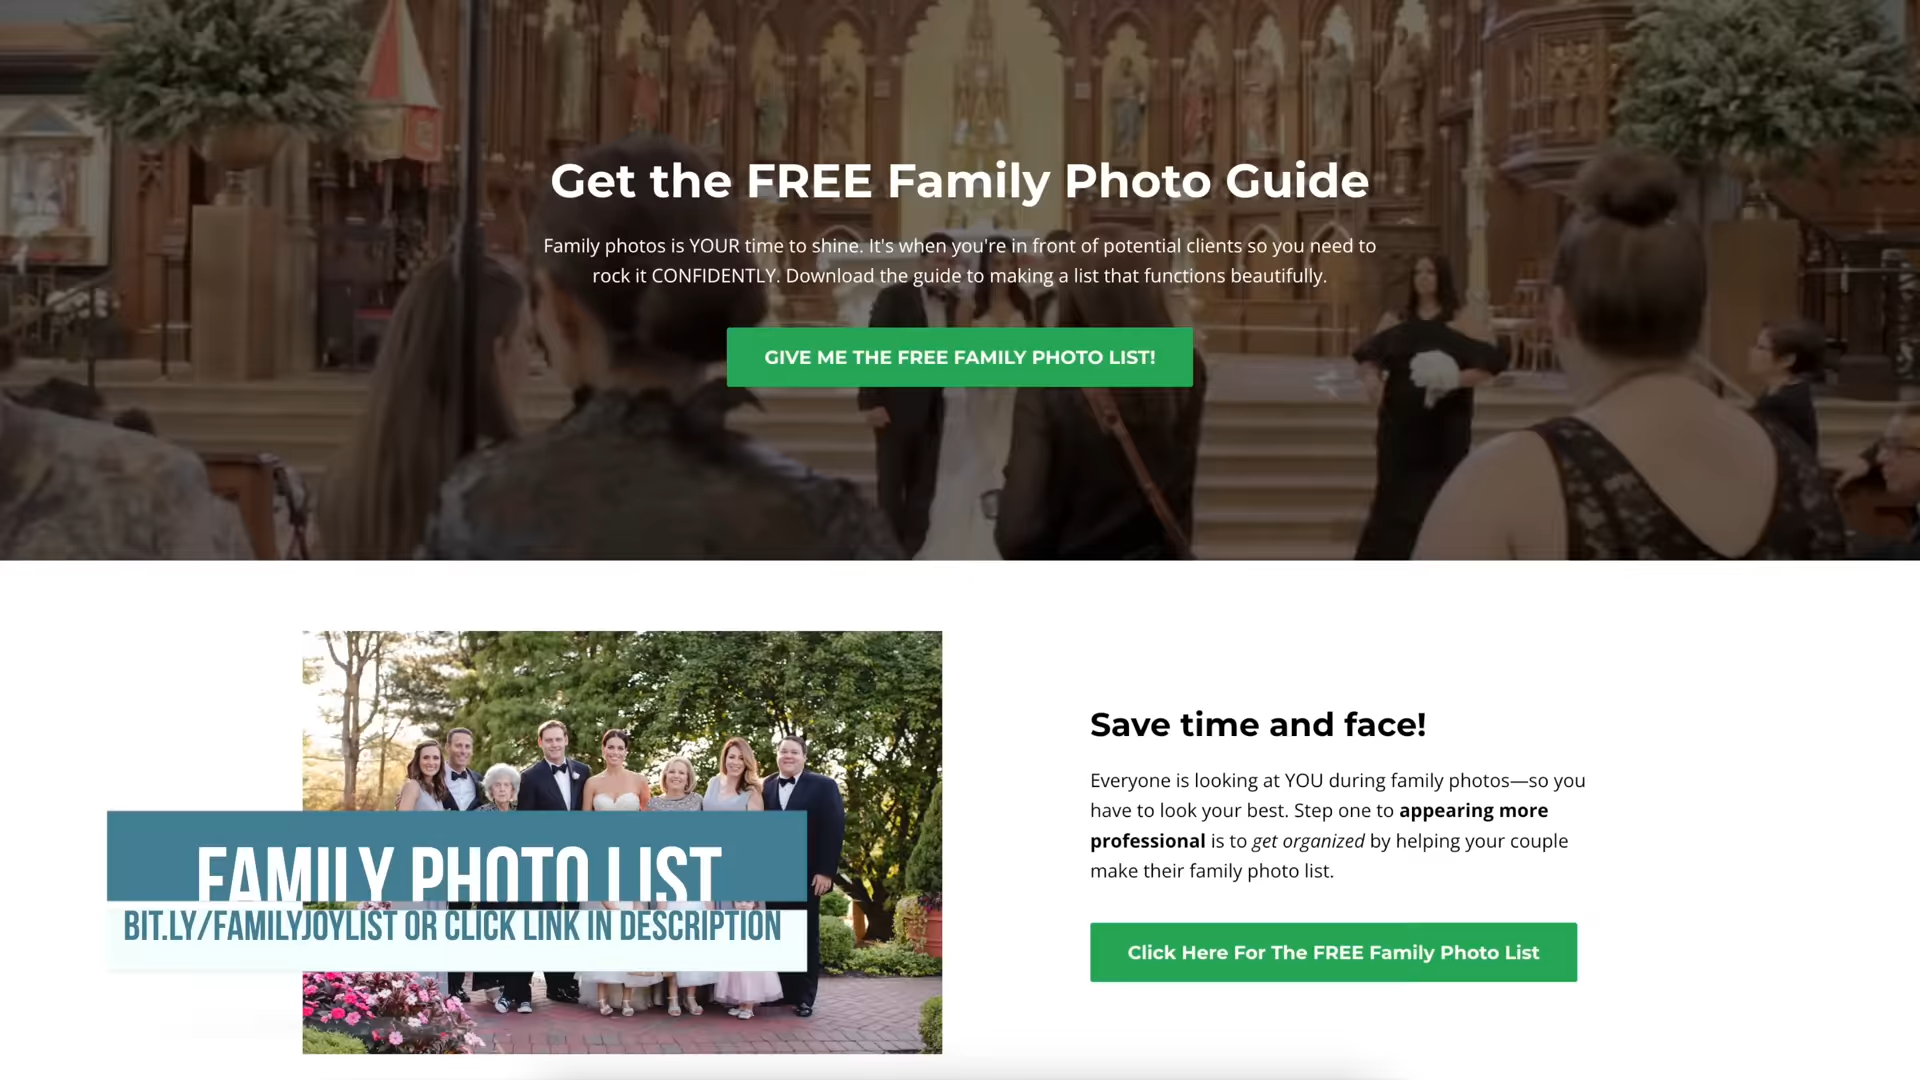 Get the FREE Family Photo Guide
Family photos is YOUR time to shine. It's when you're in front of potential clients so you need to
rock it CONFIDENTLY. Download the guide to making a list that functions beautifully.
GIVE ME THE FREE FAMILY PHOTO LIST!
Save time and face!
Everyone is looking at YOU during family photos—so you
have to look your best. Step one to appearing more
professional is to get organized by helping your couple
make their family photo list.
Click Here For The FREE Family Photo List
FAMILY PHOTO LIST
BIT.LY/FAMILYJOYLIST OR CLICK LINK IN DESCRIPTION